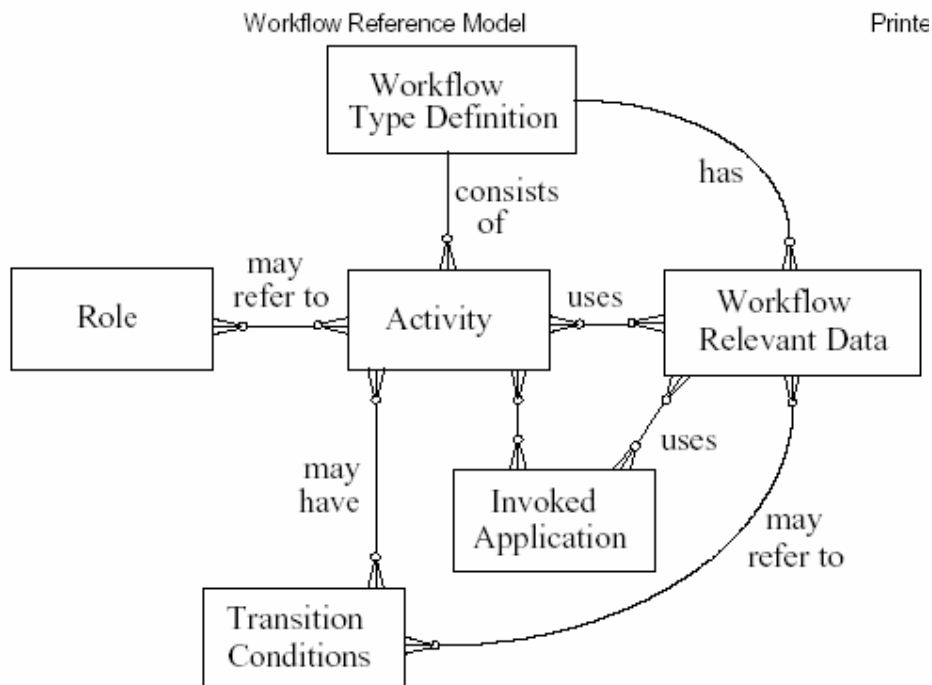 Workflow Reference Model
Printe
Workflow
Type Definition
has
consists
of
may
refer to
Role
Activity
uses
Workflow
Relevant Data
may
have
uses
Invoked
Application
may
refer to
Transition
Conditions